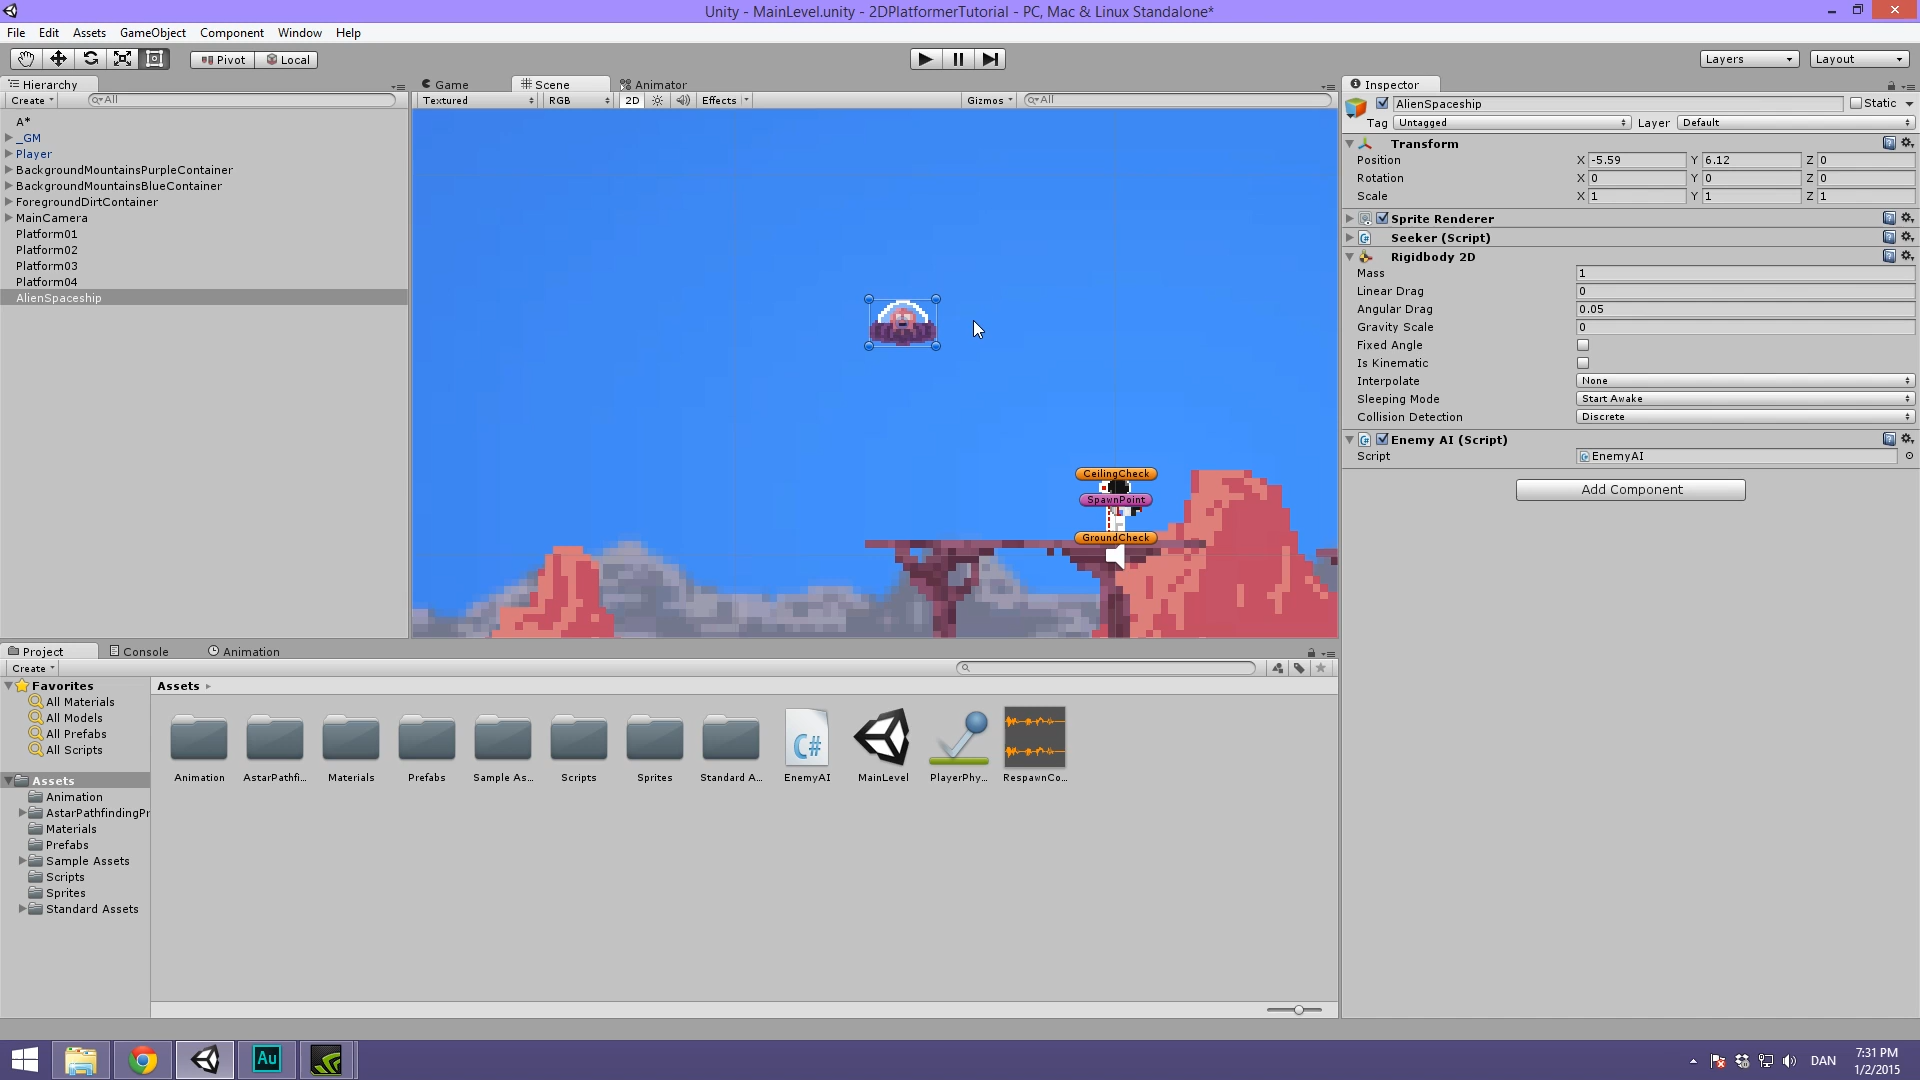 Unity - MainLevel.unity - 2DPlatformerTutorial - PC, Mac & Linux Standalone*
File Edit Assets GameObject Component Window Help
Pivot Local Layers Layout
Hierarchy
Create All
A*
_GM
Player
BackgroundMountainsPurpleContainer
BackgroundMountainsBlueContainer
ForegroundDirtContainer
MainCamera
Platform01
Platform02
Platform03
Platform04
AlienSpaceship
Game Scene Animator
Textured RGB 2D Effects Gizmos All
CeilingCheck
SpawnPoint
GroundCheck
Inspector
AlienSpaceship Static
Tag Untagged Layer Default
Transform
Position X -5.59 Y 6.12 Z 0
Rotation X 0 Y 0 Z 0
Scale X 1 Y 1 Z 1
Sprite Renderer
Seeker (Script)
Rigidbody 2D
Mass 1
Linear Drag 0
Angular Drag 0.05
Gravity Scale 0
Fixed Angle
Is Kinematic
Interpolate None
Sleeping Mode Start Awake
Collision Detection Discrete
Enemy AI (Script)
Script EnemyAI
Add Component
Project Console Animation
Create
Favorites
All Materials
All Models
All Prefabs
All Scripts
Assets
Animation
AstarPathfindingPr
Materials
Prefabs
Sample Assets
Scripts
Sprites
Standard Assets
Assets
C#
Animation AstarPathfi... Materials Prefabs Sample As... Scripts Sprites Standard A... EnemyAI MainLevel PlayerPhy... RespawnCo...
Au
DAN
7:31 PM
1/2/2015